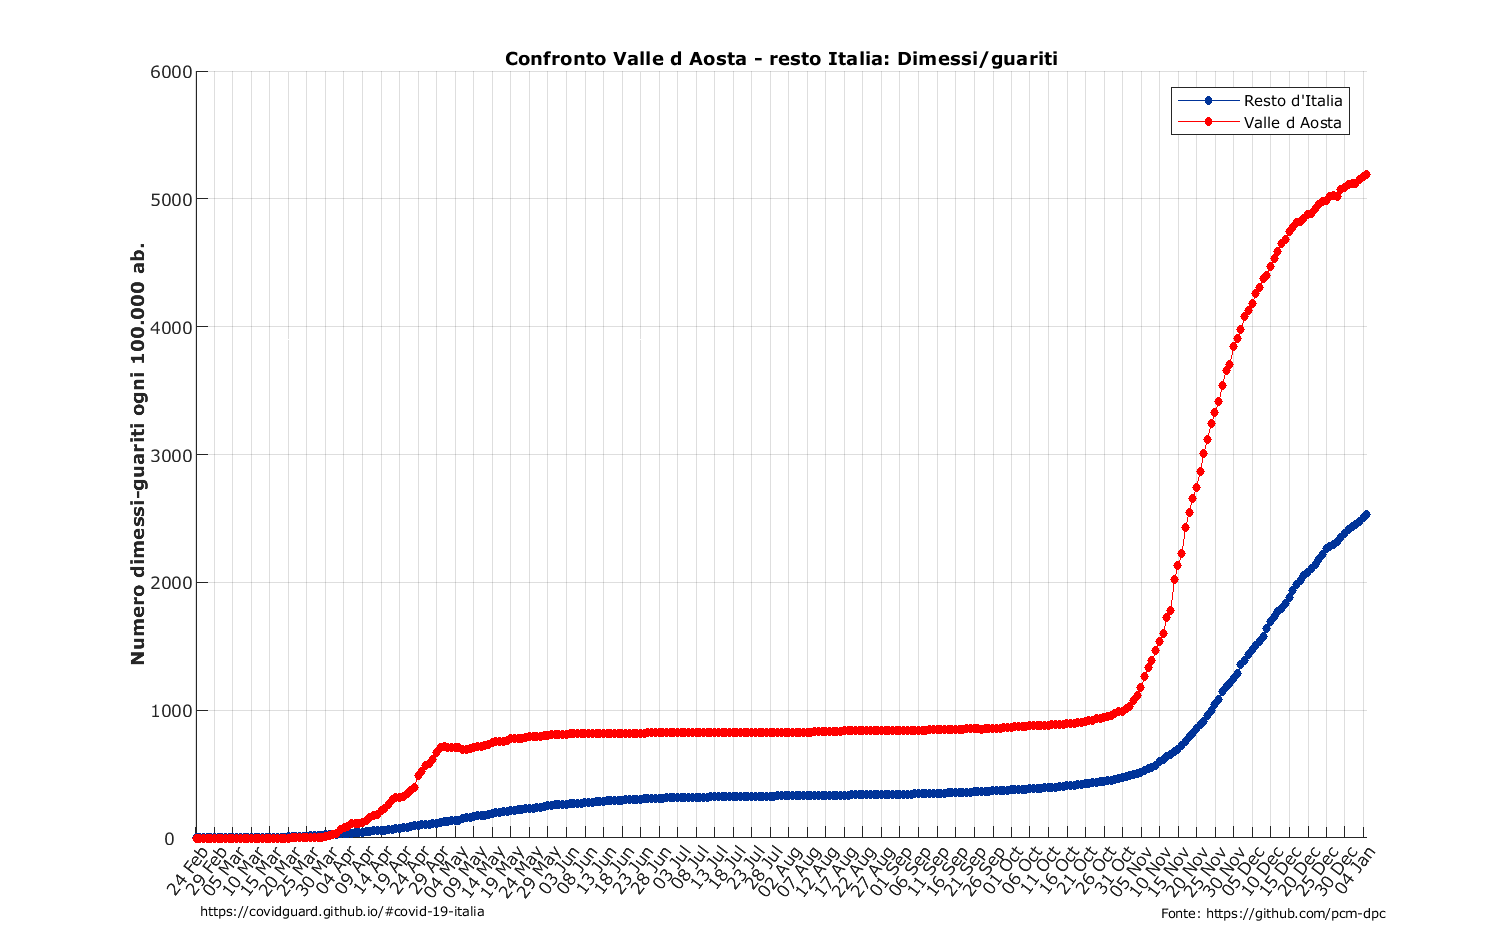 Confronto Valle d Aosta - resto Italia: Dimessi/guariti
Resto d'Italia
Valle d Aosta
Numero dimessi-guariti ogni 100.000 ab.
6000
5000
4000
3000
2000
1000
0
24 Feb
29 Feb
05 Mar
10 Mar
15 Mar
20 Mar
25 Mar
30 Mar
04 Apr
09 Apr
14 Apr
19 Apr
24 Apr
29 Apr
04 May
09 May
14 May
19 May
24 May
29 May
03 Jun
08 Jun
13 Jun
18 Jun
23 Jun
28 Jun
03 Jul
08 Jul
13 Jul
18 Jul
23 Jul
28 Jul
02 Aug
07 Aug
12 Aug
17 Aug
22 Aug
27 Aug
01 Sep
06 Sep
11 Sep
16 Sep
21 Sep
26 Sep
01 Oct
06 Oct
11 Oct
16 Oct
21 Oct
26 Oct
31 Oct
05 Nov
10 Nov
15 Nov
20 Nov
25 Nov
30 Nov
05 Dec
10 Dec
15 Dec
20 Dec
25 Dec
30 Dec
04 Jan
https://covidguard.github.io/#covid-19-italia
Fonte: https://github.com/pcm-dpc